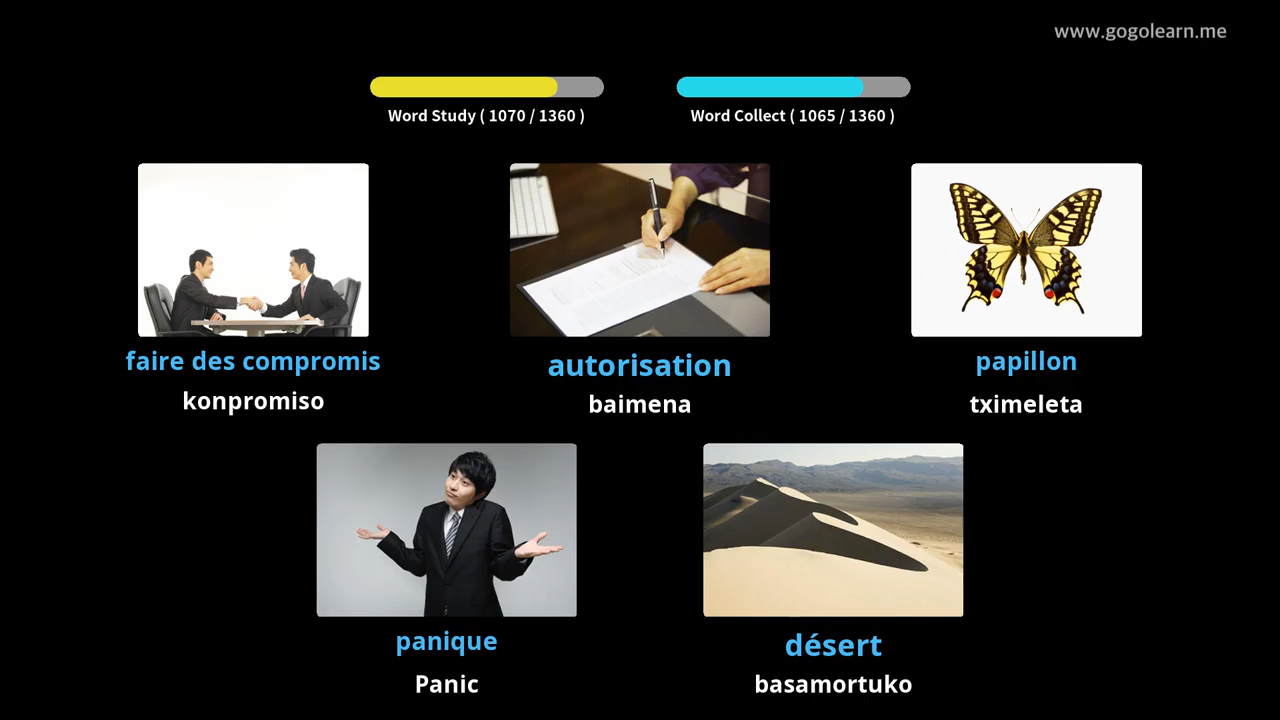 www.gogolearn.me
Word Study ( 1070 / 1360 )
Word Collect ( 1065 / 1360 )
faire des compromis
konpromiso
autorisation
baimena
papillon
tximeleta
panique
Panic
désert
basamortuko